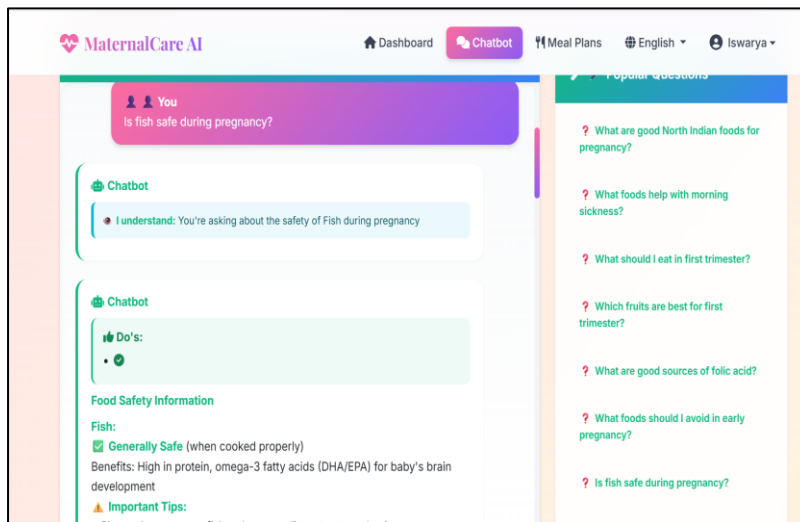 MaternalCare AI
Dashboard
Chatbot
Meal Plans
English
Iswarya
Popular Questions
You
Is fish safe during pregnancy?
Chatbot
I understand: You're asking about the safety of Fish during pregnancy
Chatbot
Do's:
Food Safety Information
Fish:
Generally Safe (when cooked properly)
Benefits: High in protein, omega-3 fatty acids (DHA/EPA) for baby's brain
development
Important Tips:
What are good North Indian foods for
pregnancy?
What foods help with morning
sickness?
What should I eat in first trimester?
Which fruits are best for first
trimester?
What are good sources of folic acid?
What foods should I avoid in early
pregnancy?
Is fish safe during pregnancy?